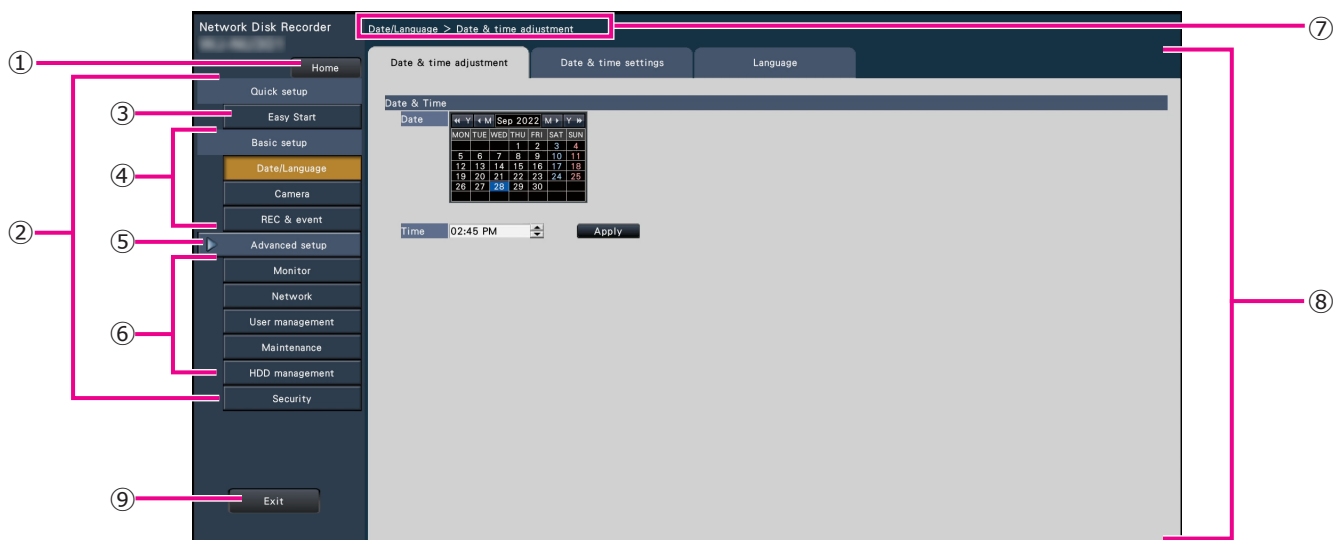 Network Disk Recorder
Date/Language > Date & time adjustment
⑦
①
Home
Date & time adjustment
Date & time settings
Language
②
Quick setup
③
Easy Start
④
Basic setup
Date/Language
Camera
REC & event
⑤
Advanced setup
⑥
Monitor
Network
User management
Maintenance
HDD management
Security
⑨
Exit
Date & Time
Date
Y M Sep 2022 M Y
MON TUE WED THU FRI SAT SUN
1 2 3 4
5 6 7 8 9 10 11
12 13 14 15 16 17 18
19 20 21 22 23 24 25
26 27 28 29 30
Time 02:45 PM Apply
⑧